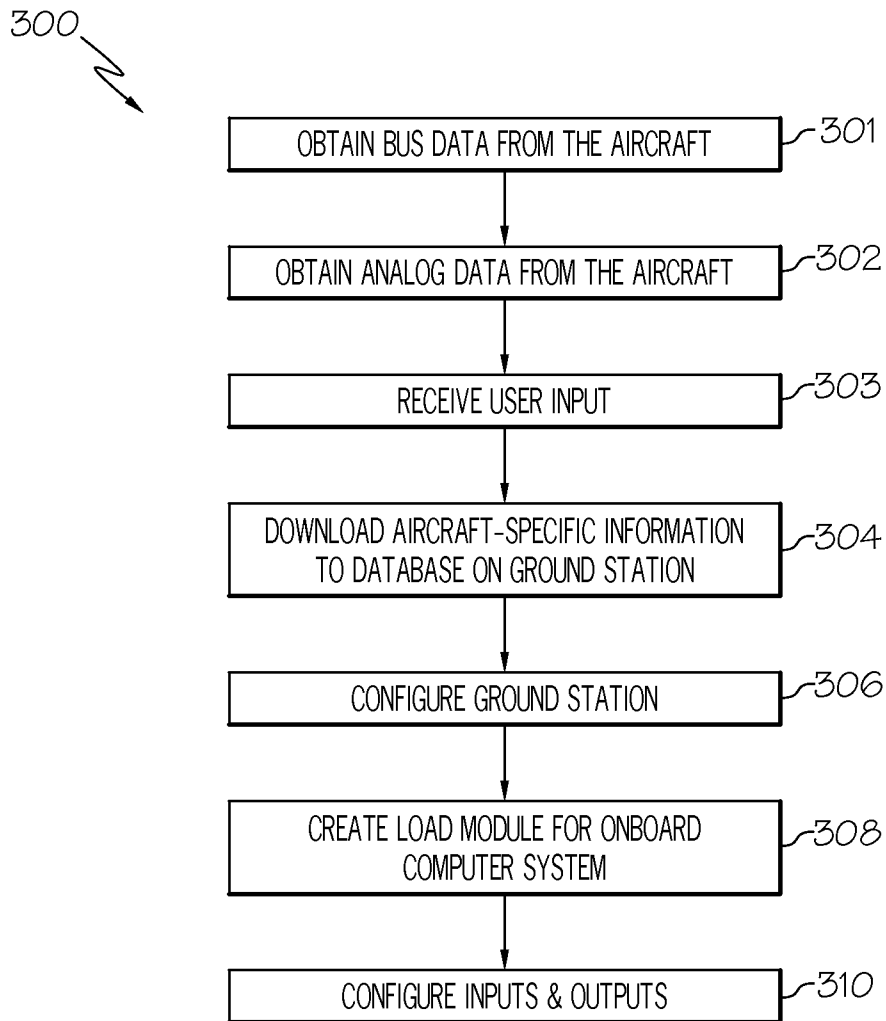 300
OBTAIN BUS DATA FROM THE AIRCRAFT
301
OBTAIN ANALOG DATA FROM THE AIRCRAFT
302
RECEIVE USER INPUT
303
DOWNLOAD AIRCRAFT-SPECIFIC INFORMATION
TO DATABASE ON GROUND STATION
304
CONFIGURE GROUND STATION
306
CREATE LOAD MODULE FOR ONBOARD
COMPUTER SYSTEM
308
CONFIGURE INPUTS & OUTPUTS
310